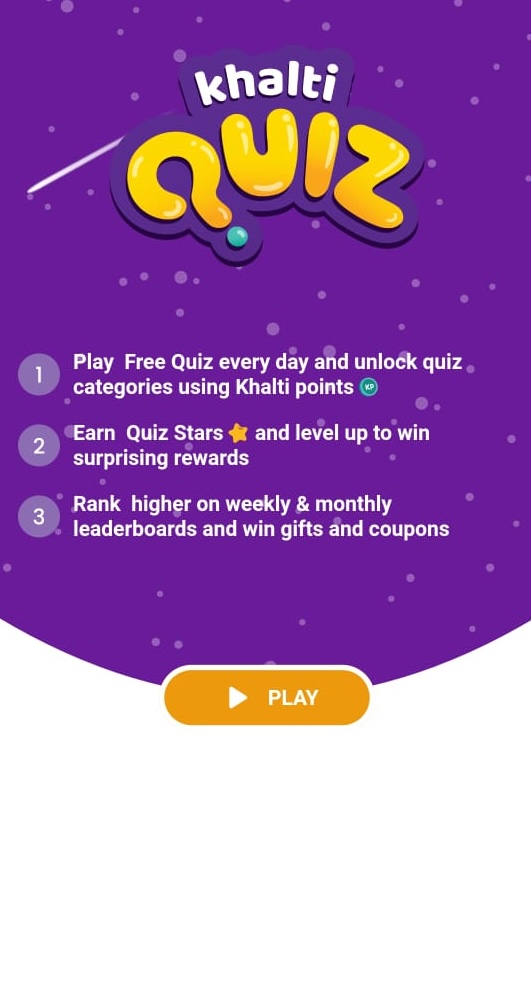 khalti
QUIZ
1
Play Free Quiz every day and unlock quiz
categories using Khalti points KP
2
Earn Quiz Stars and level up to win
surprising rewards
3
Rank higher on weekly & monthly
leaderboards and win gifts and coupons
PLAY